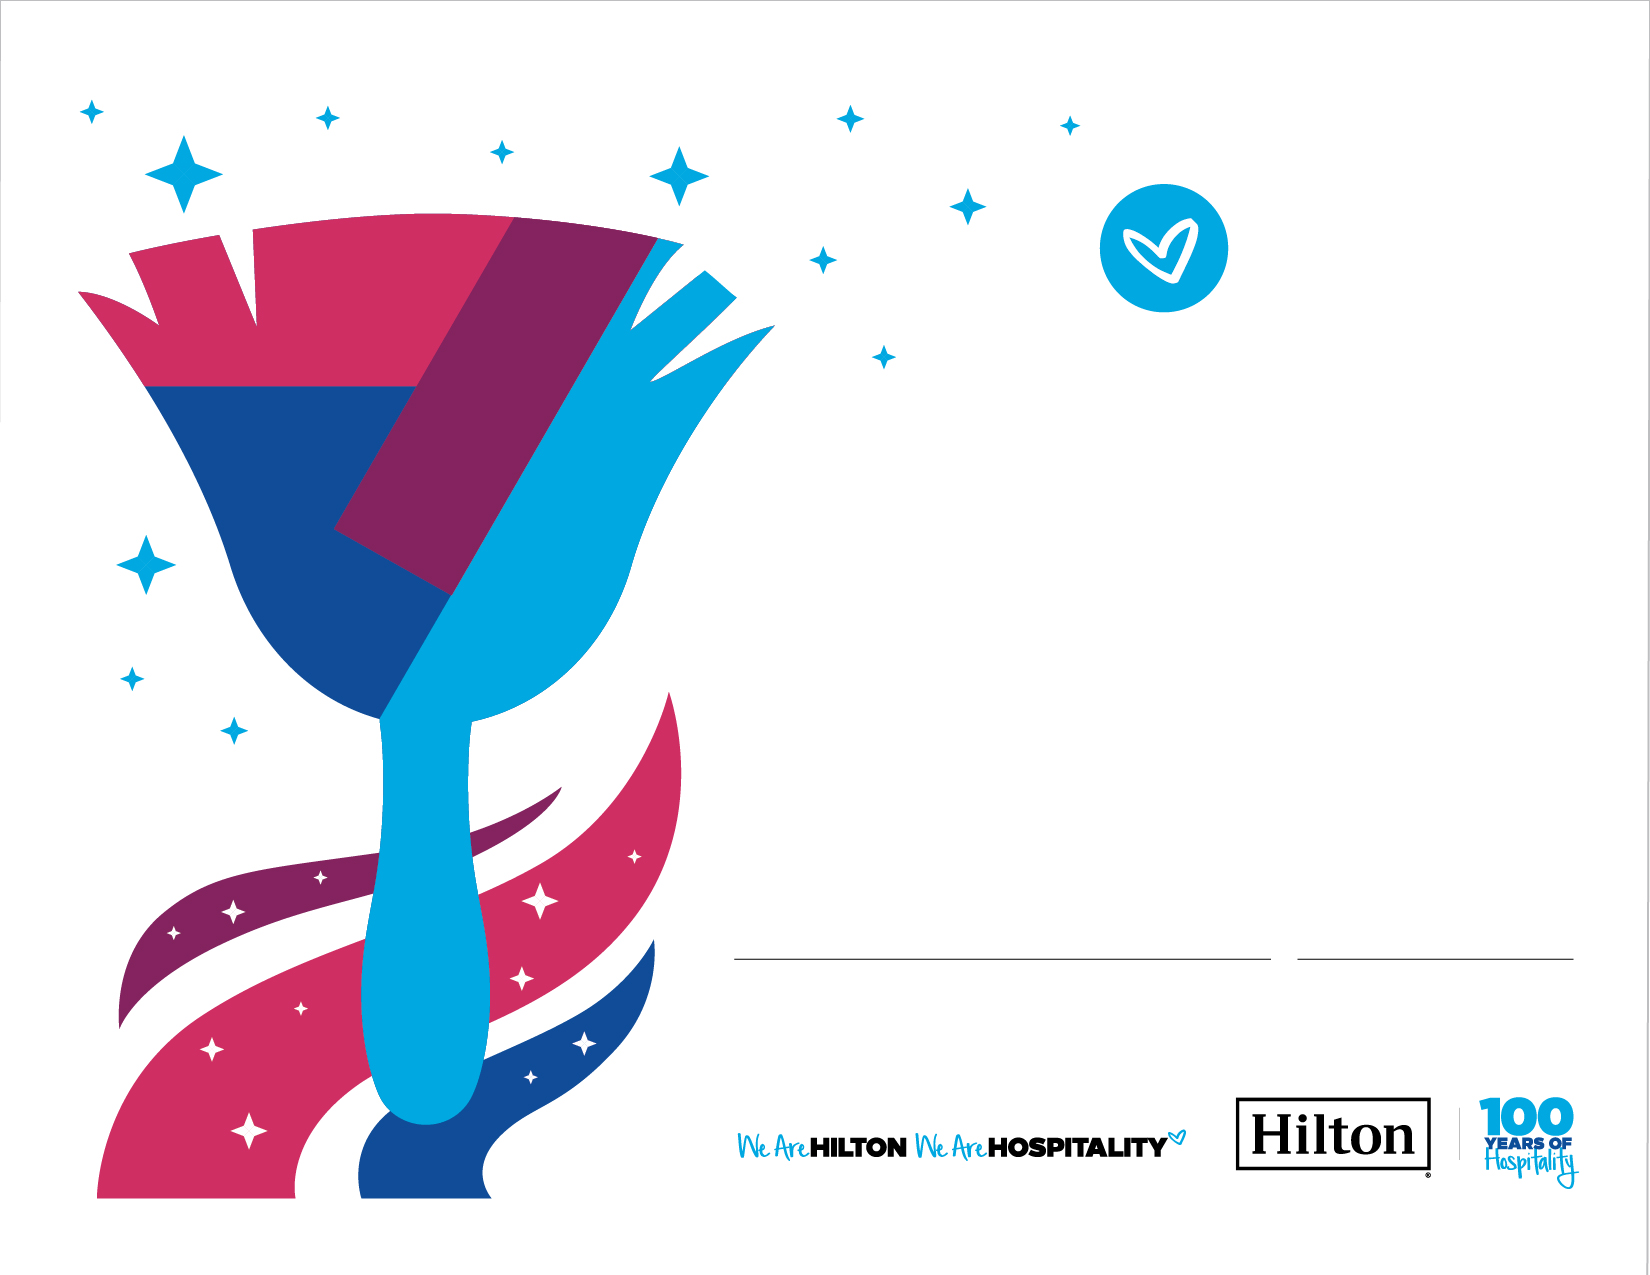 We Are HILTON We Are HOSPITALITY
Hilton
®
100
YEARS OF
Hospitality